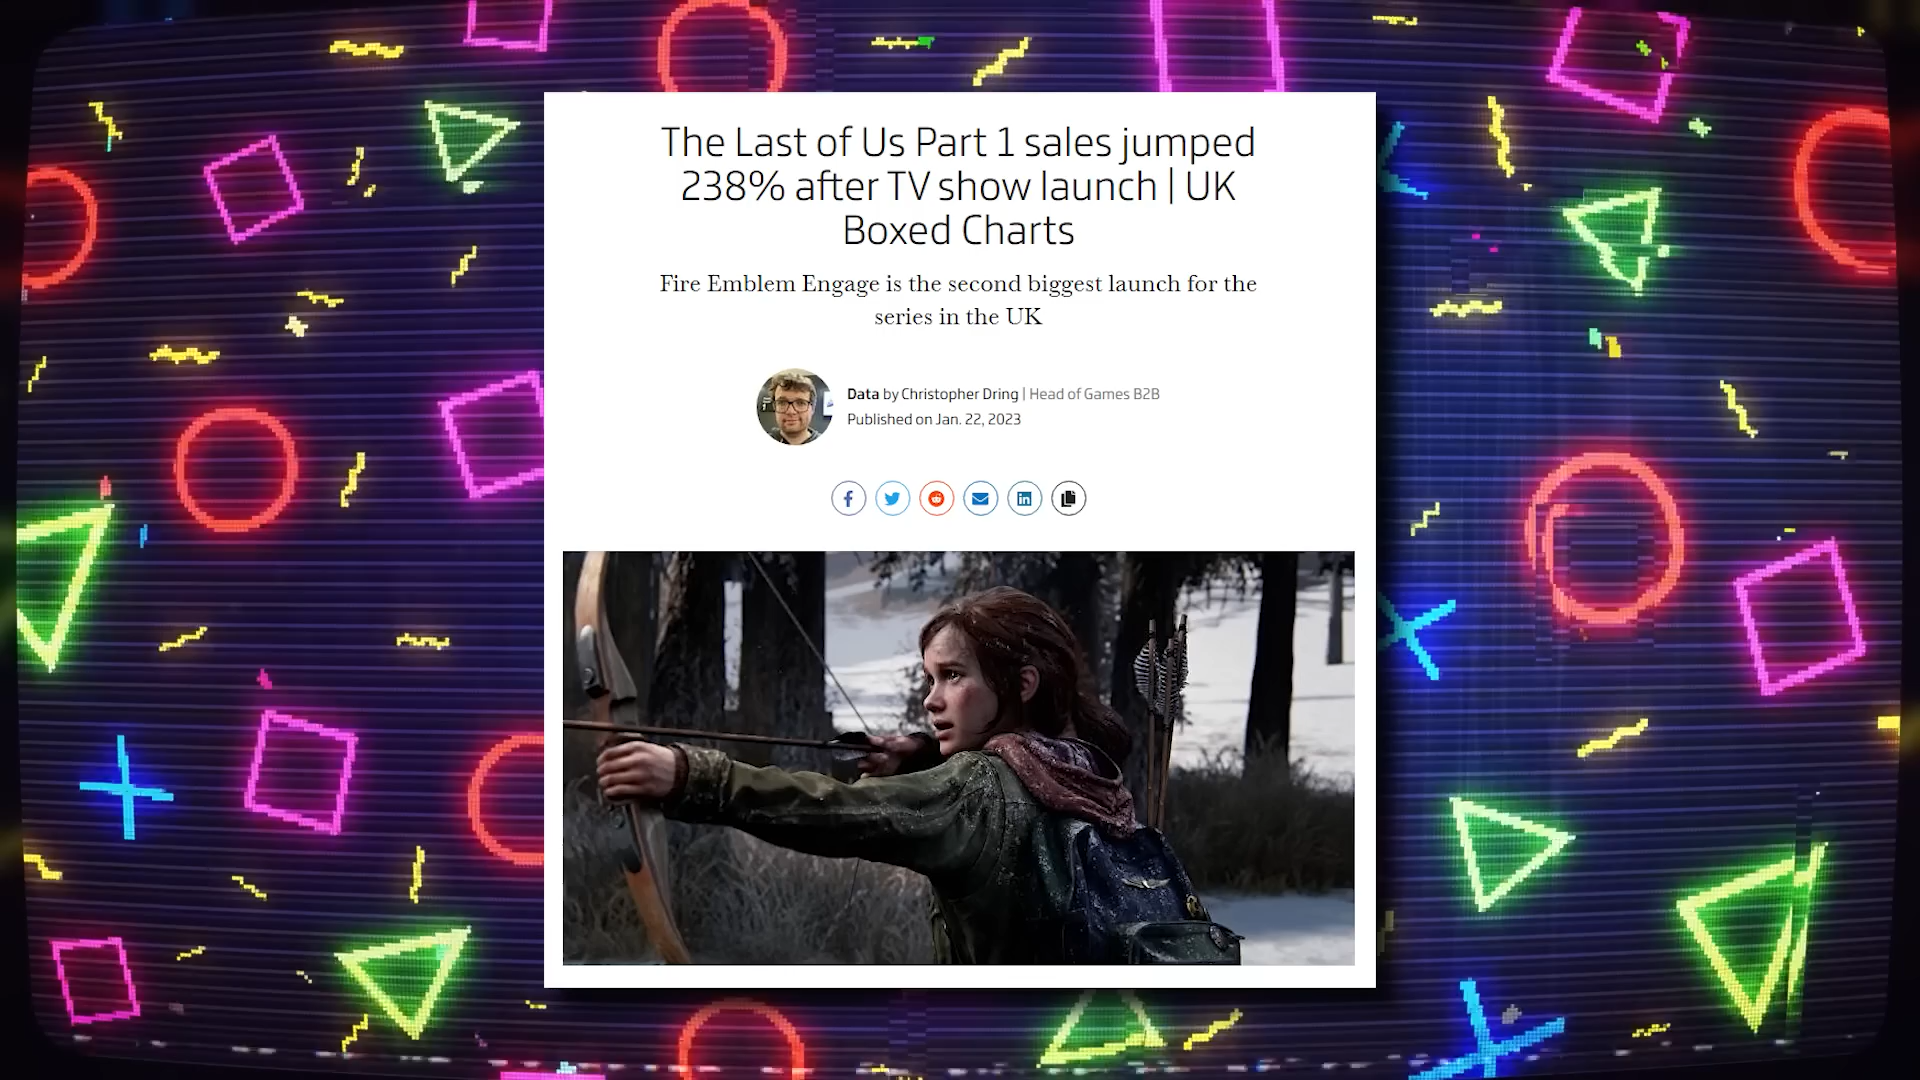 The Last of Us Part 1 sales jumped
238% after TV show launch | UK
Boxed Charts
Fire Emblem Engage is the second biggest launch for the
series in the UK
Data by Christopher Dring | Head of Games B2B
Published on Jan. 22, 2023